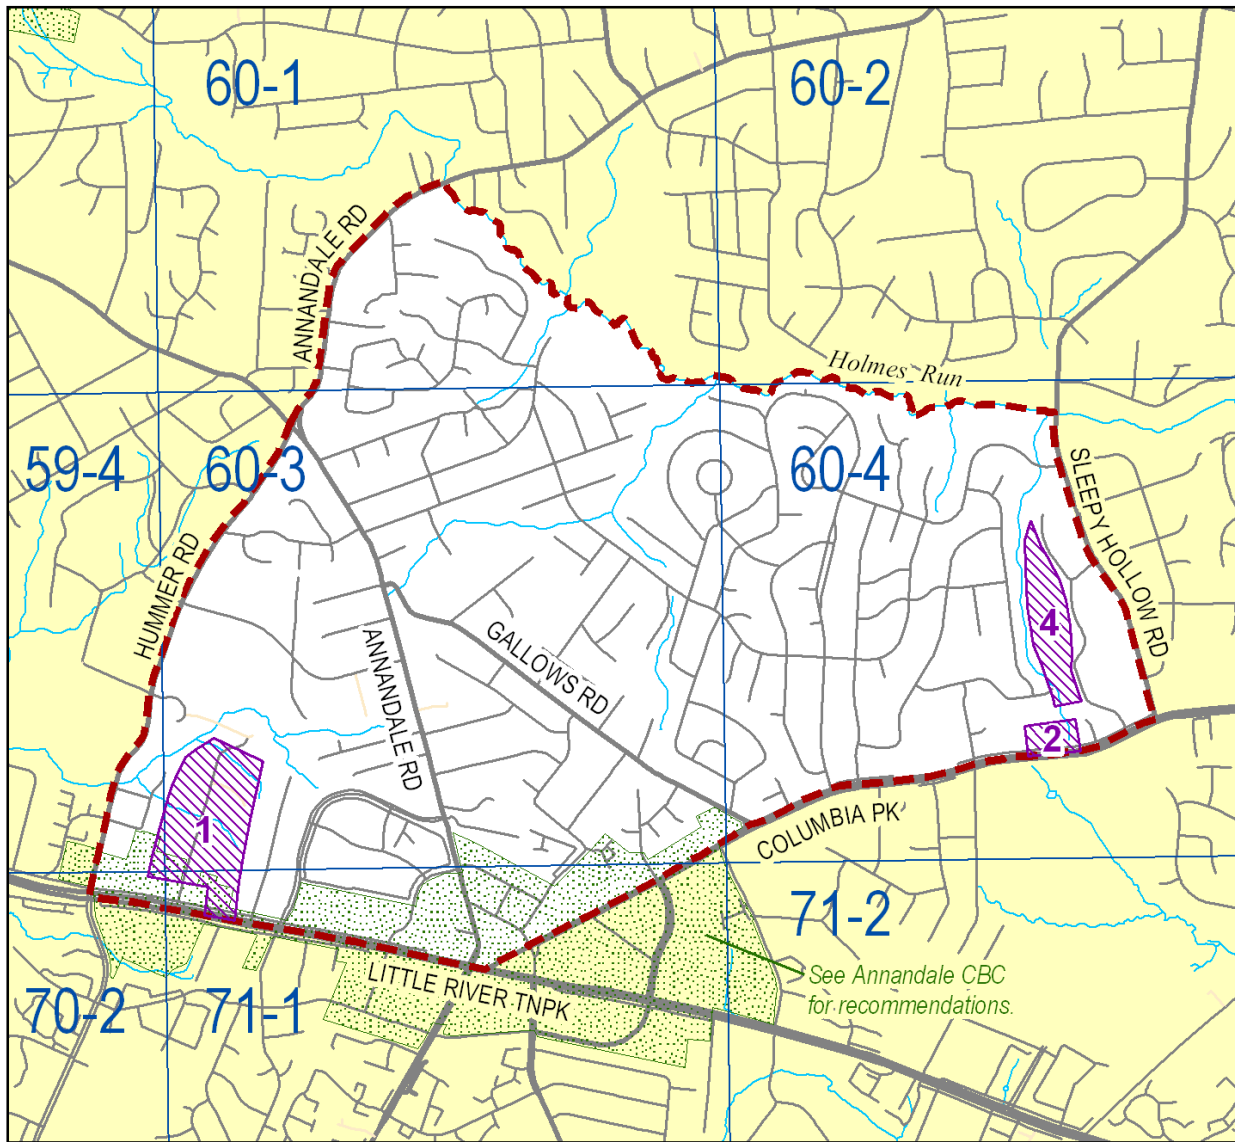 60-1
60-2
ANNANDALE RD
Holmes Run
59-4
60-3
60-4
SLEEPY HOLLOW RD
HUMMER RD
4
ANNANDALE RD
GALLOWS RD
2
1
COLUMBIA PK
71-2
See Annandale CBC
for recommendations.
LITTLE RIVER TNPK
70-2
71-1